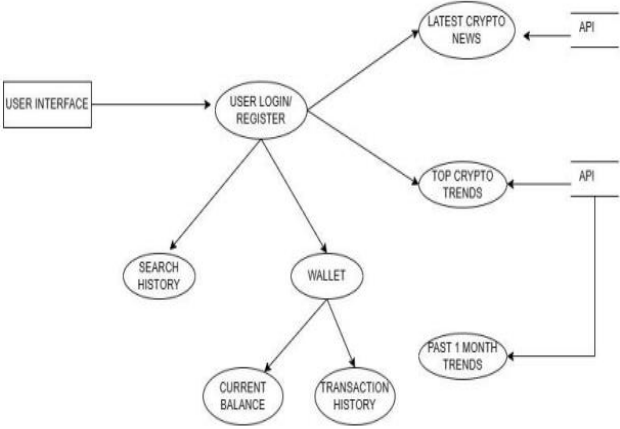 LATEST CRYPTO
NEWS
API
USER INTERFACE
USER LOGIN/
REGISTER
TOP CRYPTO
TRENDS
API
SEARCH
HISTORY
WALLET
PAST 1 MONTH
TRENDS
CURRENT
BALANCE
TRANSACTION
HISTORY